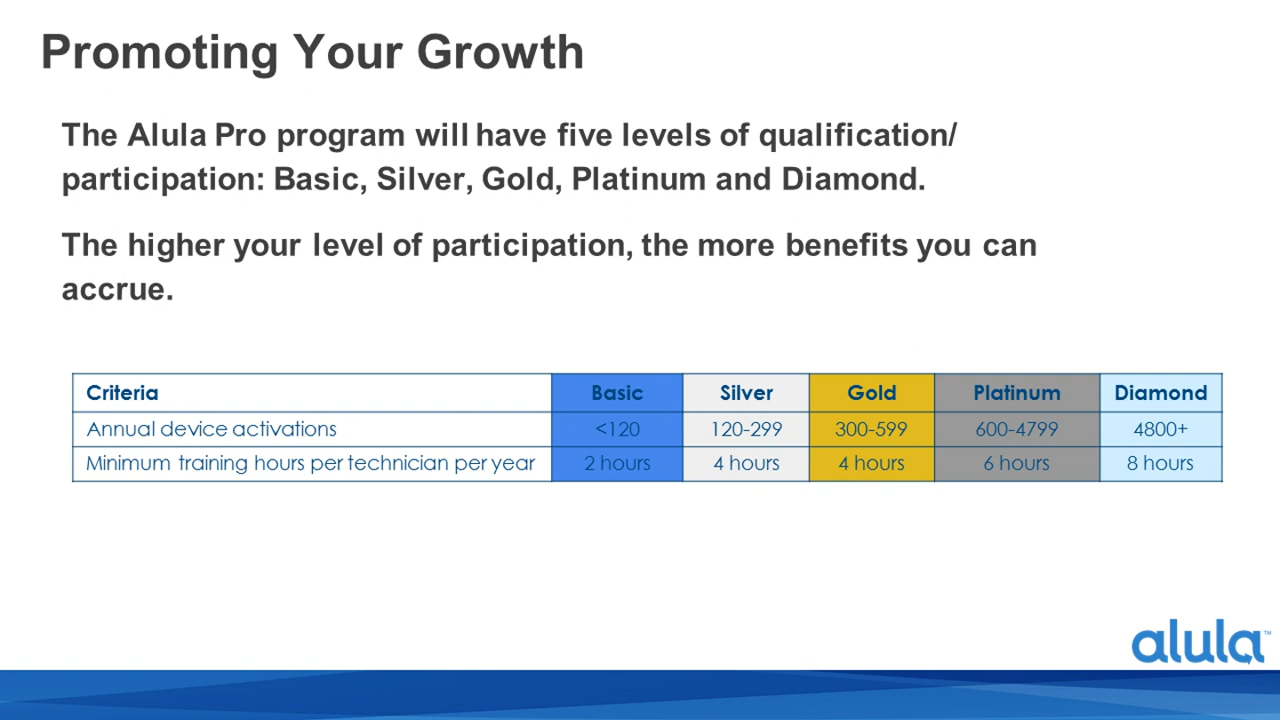 Promoting Your Growth
The Alula Pro program will have five levels of qualification/
participation: Basic, Silver, Gold, Platinum and Diamond.
The higher your level of participation, the more benefits you can
accrue.
Criteria Basic Silver Gold Platinum Diamond
Annual device activations <120 120-299 300-599 600-4799 4800+
Minimum training hours per technician per year 2 hours 4 hours 4 hours 6 hours 8 hours
alula™